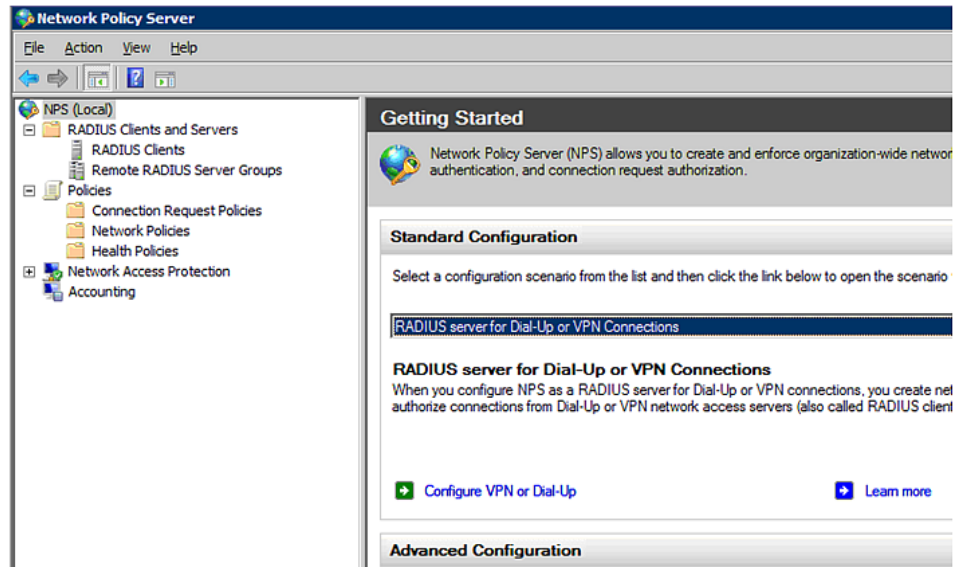 Network Policy Server
File Action View Help
NPS (Local)
RADIUS Clients and Servers
RADIUS Clients
Remote RADIUS Server Groups
Policies
Connection Request Policies
Network Policies
Health Policies
Network Access Protection
Accounting
Getting Started
Network Policy Server (NPS) allows you to create and enforce organization-wide networ
authentication, and connection request authorization.
Standard Configuration
Select a configuration scenario from the list and then click the link below to open the scenario
RADIUS server for Dial-Up or VPN Connections
RADIUS server for Dial-Up or VPN Connections
When you configure NPS as a RADIUS server for Dial-Up or VPN connections, you create net
authorize connections from Dial-Up or VPN network access servers (also called RADIUS client
Configure VPN or Dial-Up
Learn more
Advanced Configuration